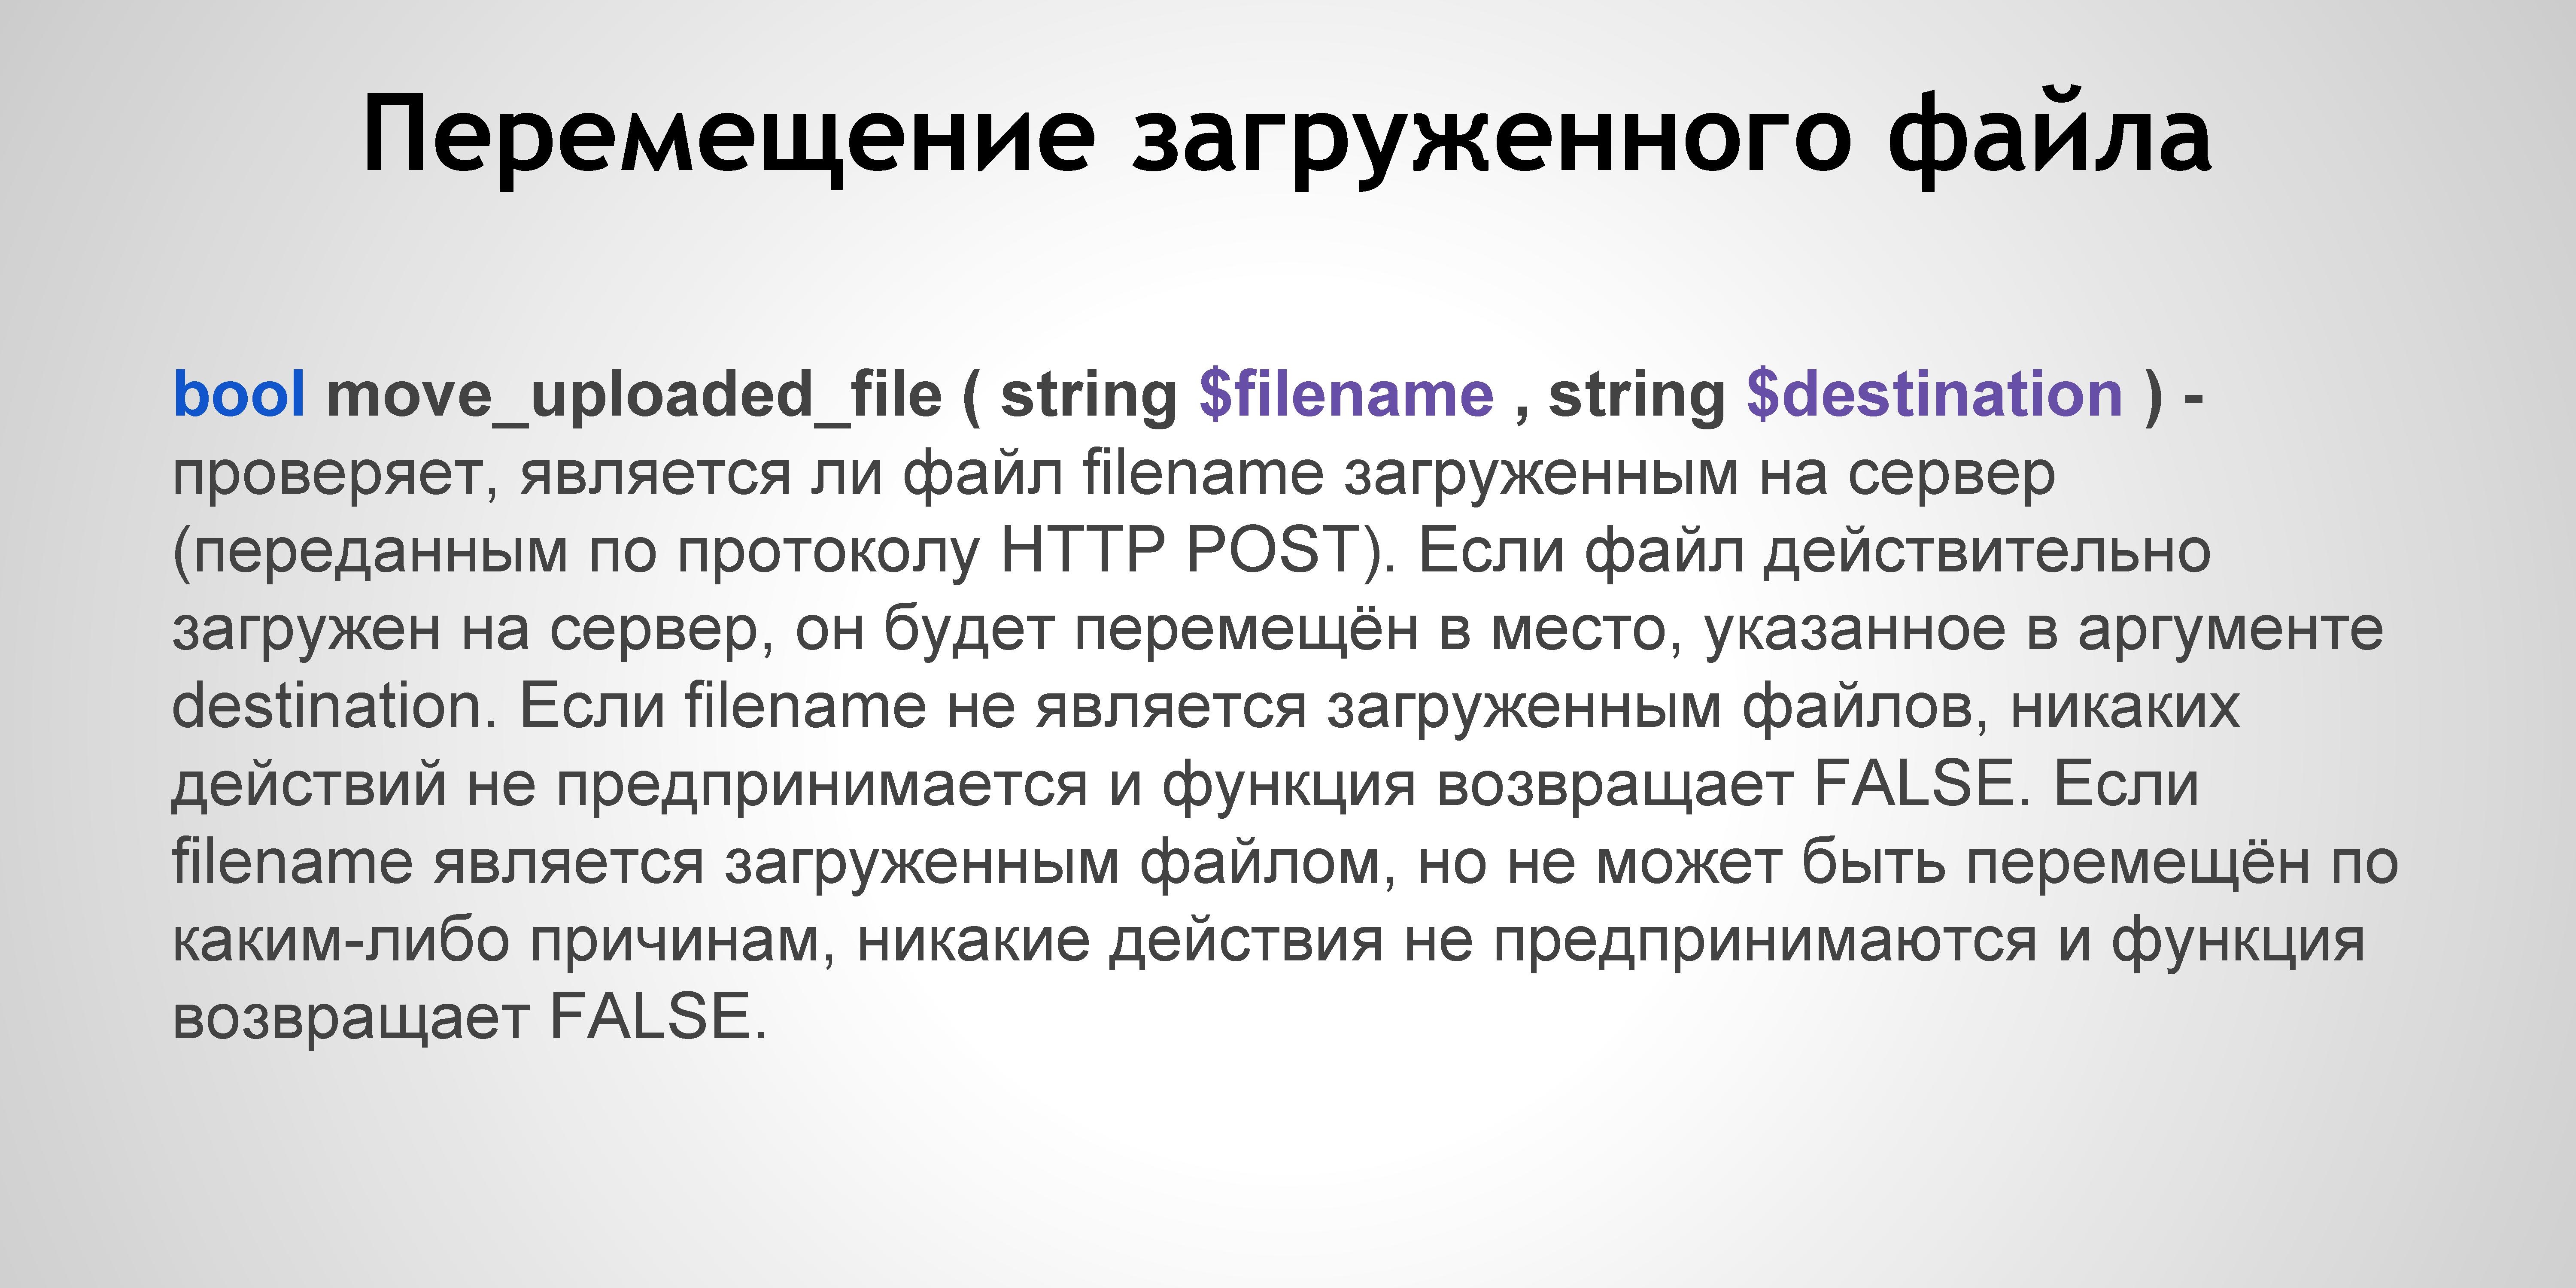 Перемещение загруженного файла
bool move_uploaded_file ( string $filename , string $destination ) -
проверяет, является ли файл filename загруженным на сервер
(переданным по протоколу HTTP POST). Если файл действительно
загружен на сервер, он будет перемещён в место, указанное в аргументе
destination. Если filename не является загруженным файлов, никаких
действий не предпринимается и функция возвращает FALSE. Если
filename является загруженным файлом, но не может быть перемещён по
каким-либо причинам, никакие действия не предпринимаются и функция
возвращает FALSE.